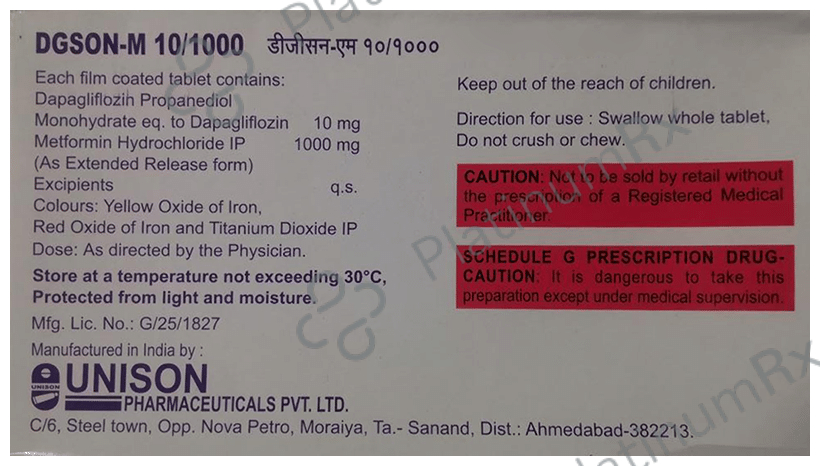 DGSON-M 10/1000 डीजीसन-एम १०/१०००
Each film coated tablet contains:
Dapagliflozin Propanediol
Monohydrate eq. to Dapagliflozin 10 mg
Metformin Hydrochloride IP 1000 mg
(As Extended Release form)
Excipients q.s.
Colours: Yellow Oxide of Iron,
Red Oxide of Iron and Titanium Dioxide IP
Dose: As directed by the Physician.
Store at a temperature not exceeding 30°C,
Protected from light and moisture.
Mfg. Lic. No.: G/25/1827
Manufactured in India by :
UNISON
UNISON
PHARMACEUTICALS PVT. LTD.
C/6, Steel town, Opp. Nova Petro, Moraiya, Ta.- Sanand, Dist.: Ahmedabad-382213.
Keep out of the reach of children.
Direction for use : Swallow whole tablet,
Do not crush or chew.
CAUTION: Not to be sold by retail without
the prescription of a Registered Medical
Practitioner.
SCHEDULE G PRESCRIPTION DRUG-
CAUTION: It is dangerous to take this
preparation except under medical supervision.
PlatinumRx
PlatinumRx
PlatinumRx